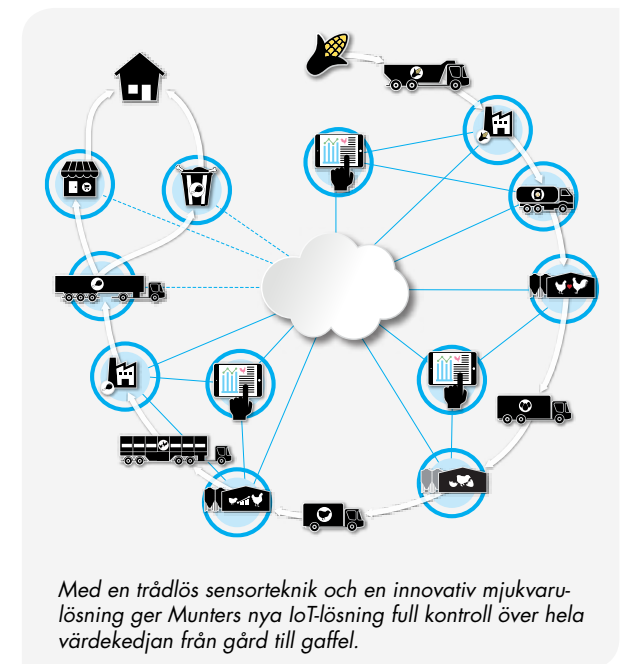 Med en trådlös sensorteknik och en innovativ mjukvaru-
lösning ger Munters nya IoT-lösning full kontroll över hela
värdekedjan från gård till gaffel.